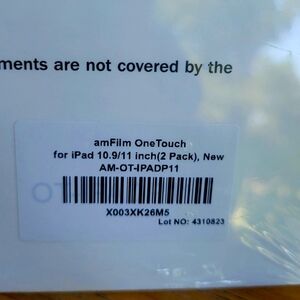 ments are not covered by the
amFilm OneTouch
for iPad 10.9/11 inch(2 Pack), New
AM-OT-IPADP11
X003XK26M5
Lot NO: 4310823